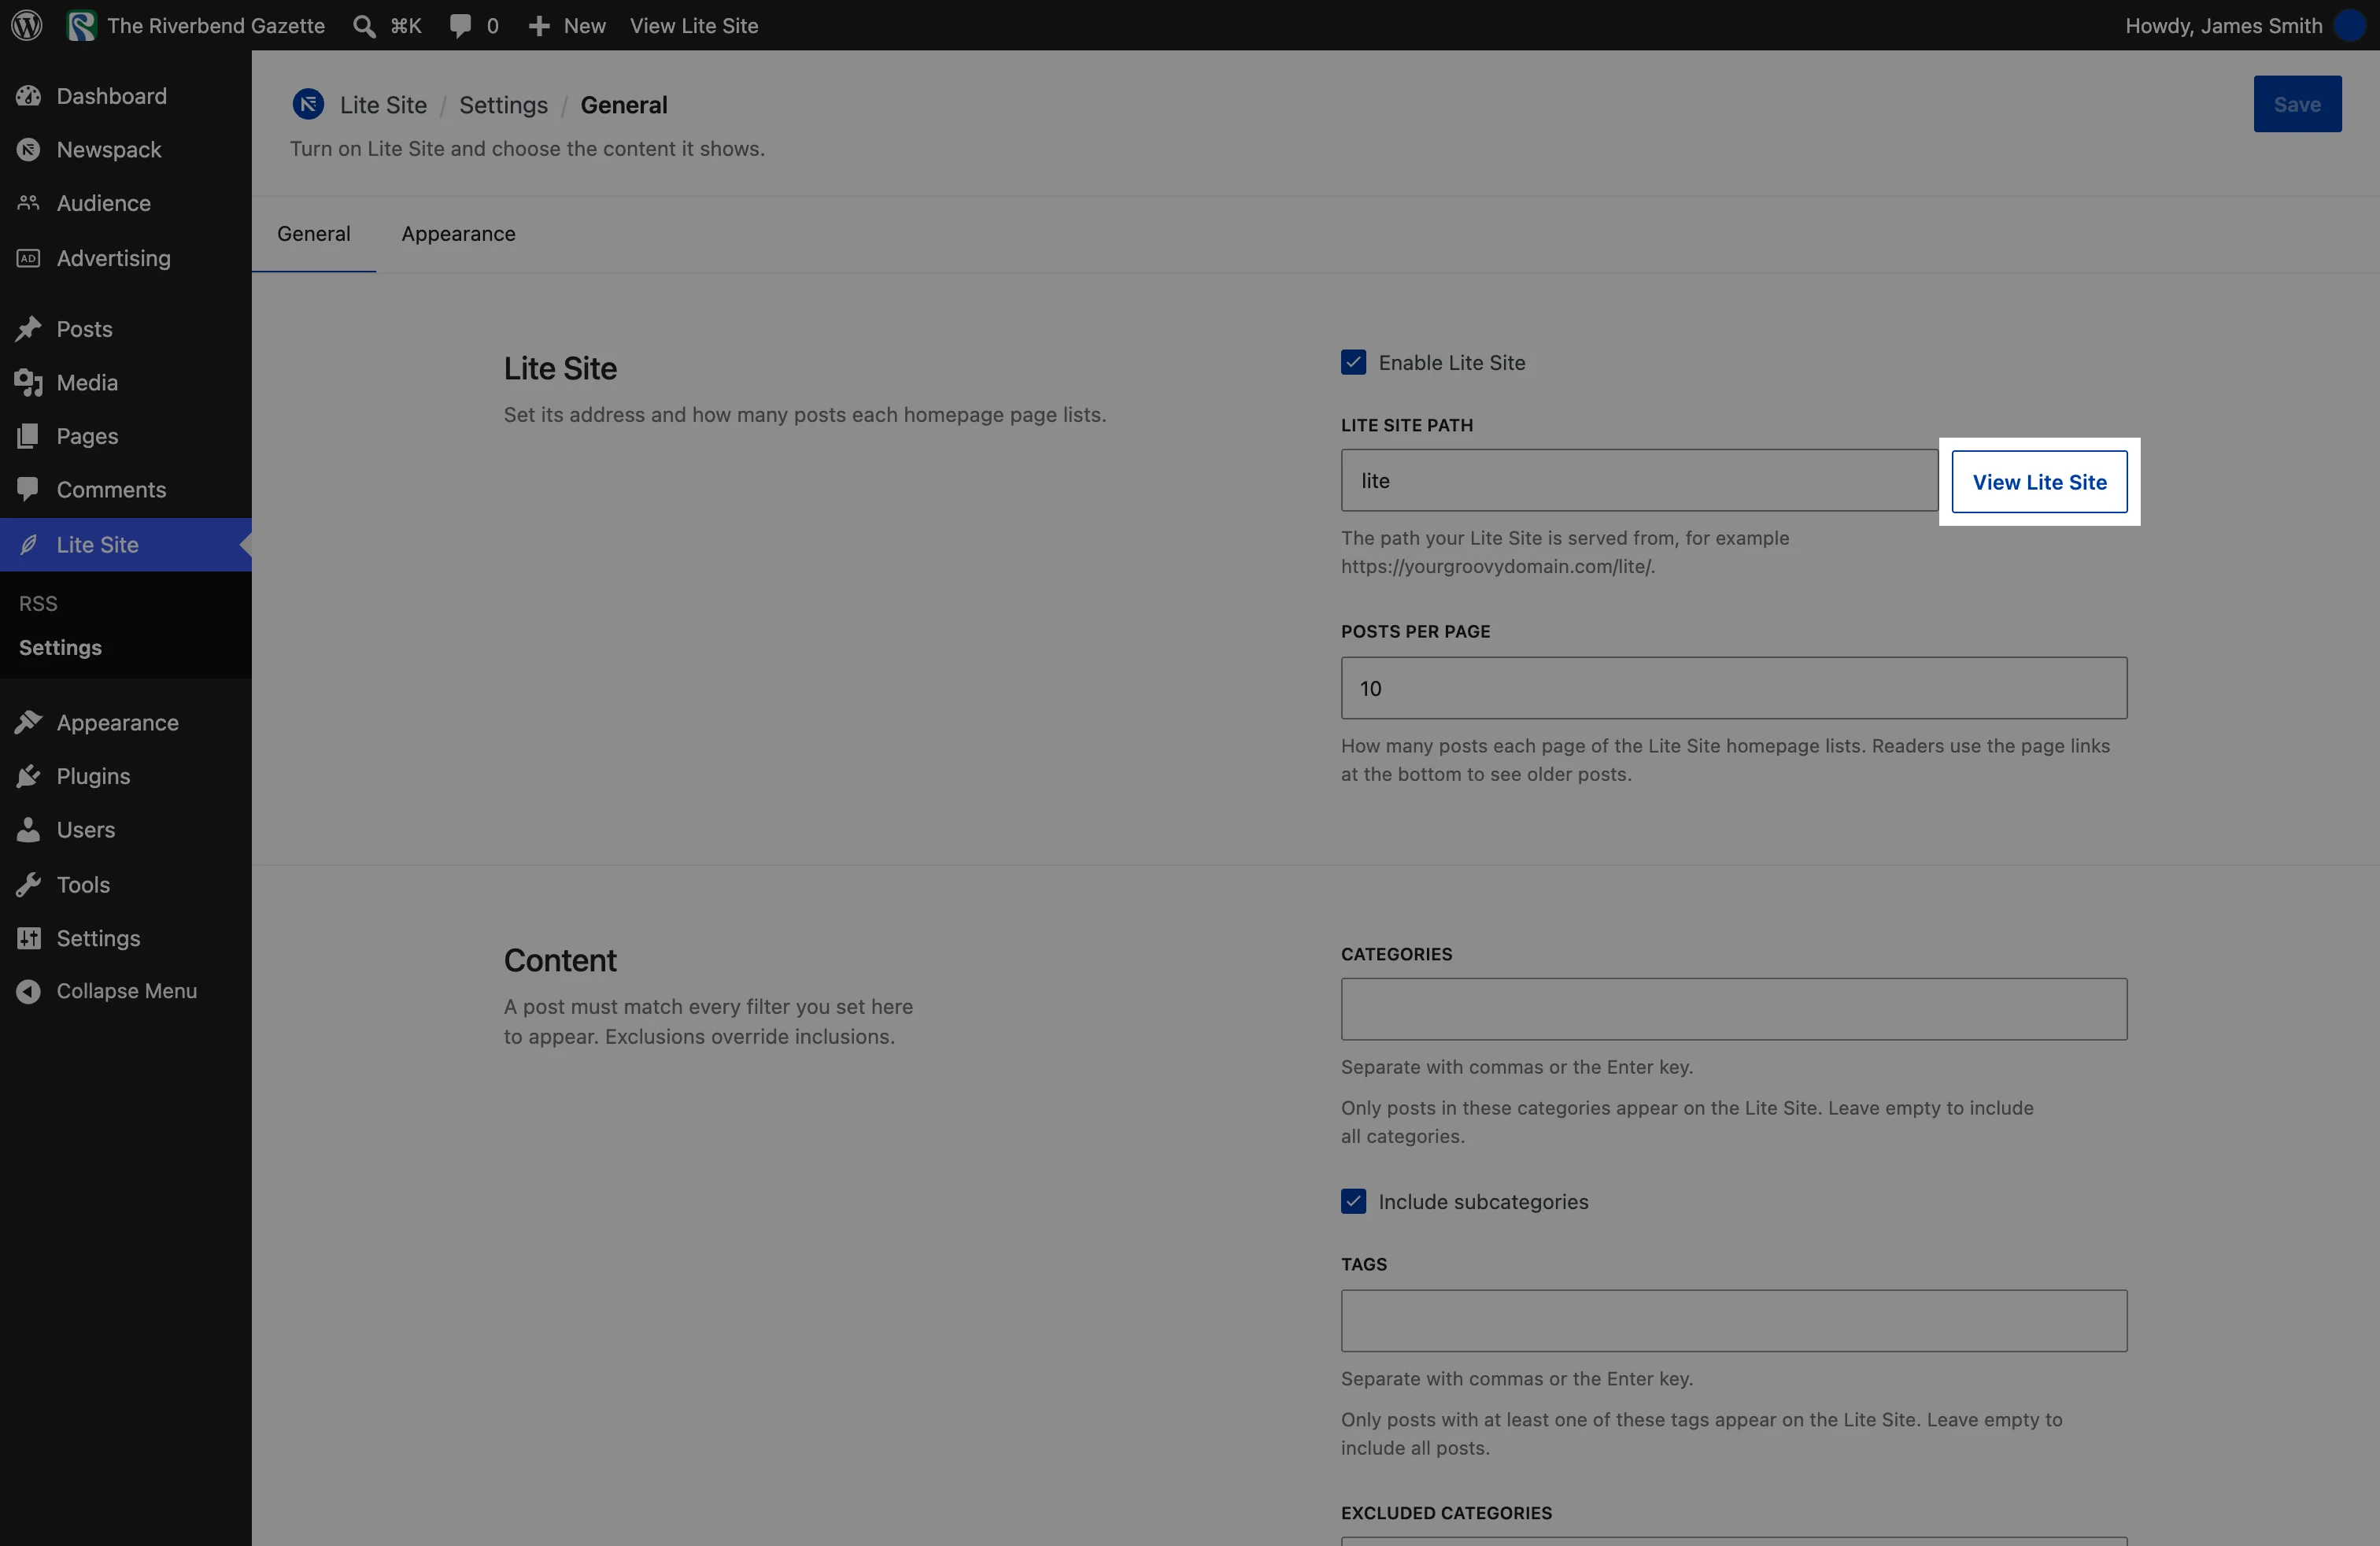 The Riverbend Gazette ⌘K 0 New View Lite Site Howdy, James Smith
Dashboard
Newspack
Audience
AD Advertising
Posts
Media
Pages
Comments
Lite Site
RSS
Settings
Appearance
Plugins
Users
Tools
Settings
Collapse Menu
Lite Site / Settings / General
Save
Turn on Lite Site and choose the content it shows.
General Appearance
Lite Site
Set its address and how many posts each homepage page lists.
Enable Lite Site
LITE SITE PATH
lite
View Lite Site
The path your Lite Site is served from, for example
https://yourgroovydomain.com/lite/.
POSTS PER PAGE
10
How many posts each page of the Lite Site homepage lists. Readers use the page links
at the bottom to see older posts.
Content
A post must match every filter you set here
to appear. Exclusions override inclusions.
CATEGORIES
Separate with commas or the Enter key.
Only posts in these categories appear on the Lite Site. Leave empty to include
all categories.
Include subcategories
TAGS
Separate with commas or the Enter key.
Only posts with at least one of these tags appear on the Lite Site. Leave empty to
include all posts.
EXCLUDED CATEGORIES